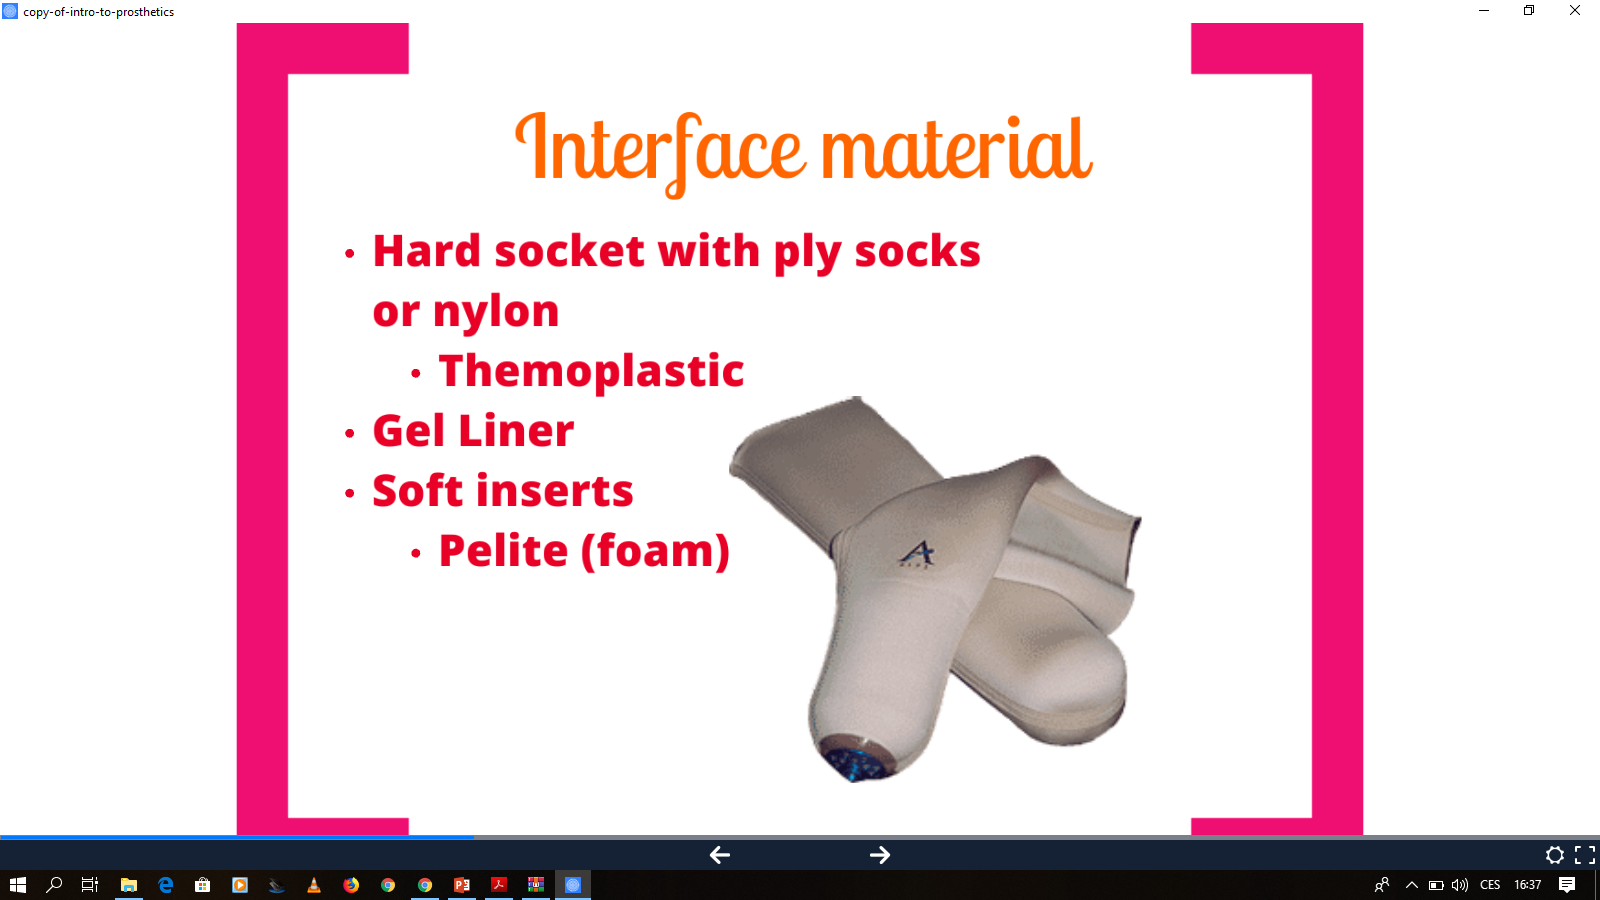 copy-of-intro-to-prosthetics
Interface material
• Hard socket with ply socks
or nylon
• Themoplastic
• Gel Liner
• Soft inserts
• Pelite (foam)
A
CES 16:37